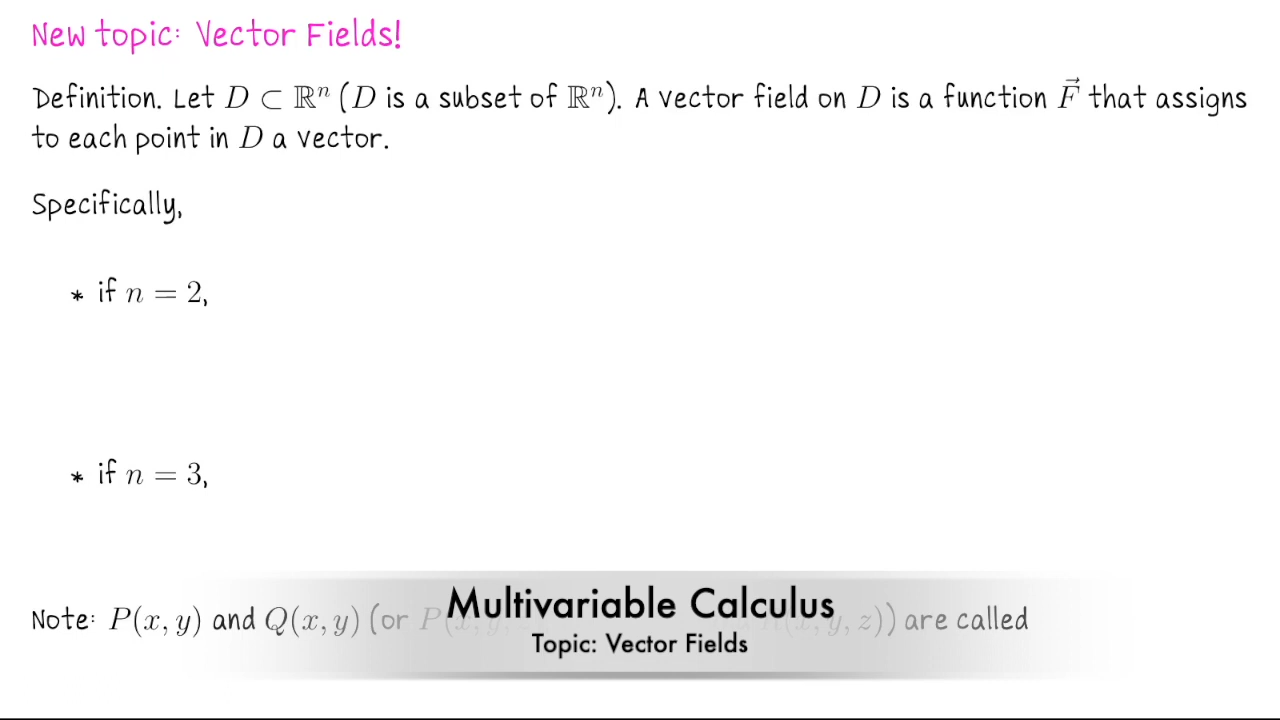 New topic: Vector Fields!
Definition. Let D ⊂ ℝⁿ (D is a subset of ℝⁿ). A vector field on D is a function F⃗ that assigns
to each point in D a vector.
Specifically,
* if n = 2,
* if n = 3,
Note: P(x, y) and Q(x, y) (or P(x, y, z)) are called
Multivariable Calculus
Topic: Vector Fields